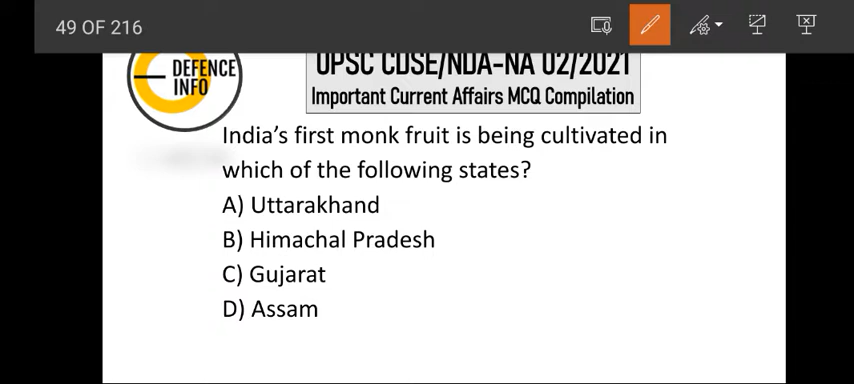 49 OF 216
DEFENCE
INFO
UPSC CDSE/NDA-NA 02/2021
Important Current Affairs MCQ Compilation
India's first monk fruit is being cultivated in
which of the following states?
A) Uttarakhand
B) Himachal Pradesh
C) Gujarat
D) Assam